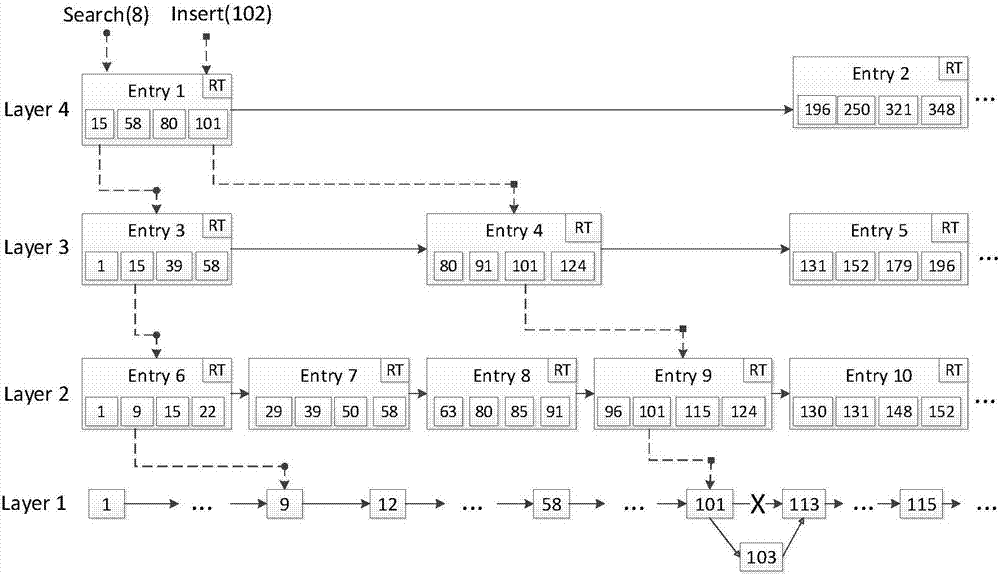 Search(8) Insert(102)
Layer 4
Entry 1 RT
15 58 80 101
Entry 2 RT
196 250 321 348
...
Layer 3
Entry 3 RT
1 15 39 58
Entry 4 RT
80 91 101 124
Entry 5 RT
131 152 179 196
...
Layer 2
Entry 6 RT
1 9 15 22
Entry 7 RT
29 39 50 58
Entry 8 RT
63 80 85 91
Entry 9 RT
96 101 115 124
Entry 10 RT
130 131 148 152
...
Layer 1 1 ... 9 12 ... 58 ... 101 X 113 ... 115 ...
103